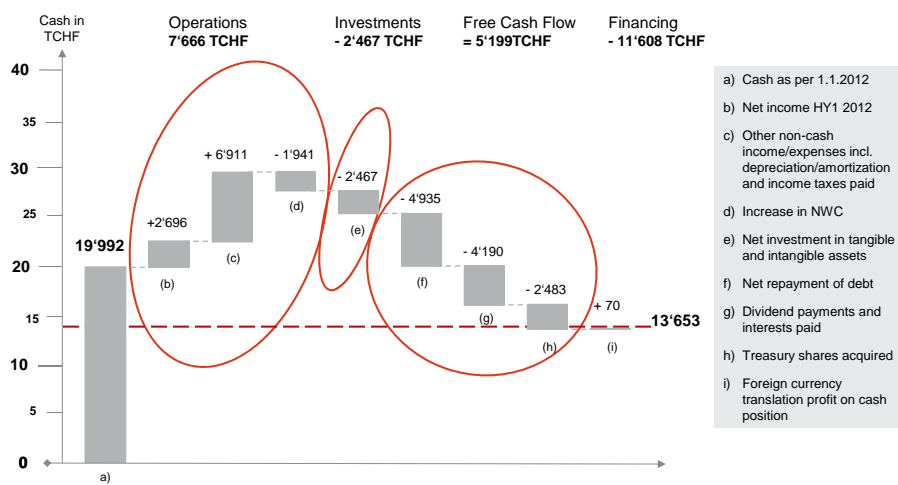 Cash in
TCHF
Operations
7‘666 TCHF
Investments
- 2‘467 TCHF
Free Cash Flow
= 5‘199TCHF
Financing
- 11‘608 TCHF
40
35
30
25
20
15
10
5
0
19‘992
+2‘696
+ 6‘911
- 1‘941
- 2‘467
- 4‘935
- 4‘190
- 2‘483
+ 70
13‘653
a)
(b)
(c)
(d)
(e)
(f)
(g)
(h)
(i)
a) Cash as per 1.1.2012
b) Net income HY1 2012
c) Other non-cash
income/expenses incl.
depreciation/amortization
and income taxes paid
d) Increase in NWC
e) Net investment in tangible
and intangible assets
f) Net repayment of debt
g) Dividend payments and
interests paid
h) Treasury shares acquired
i) Foreign currency
translation profit on cash
position